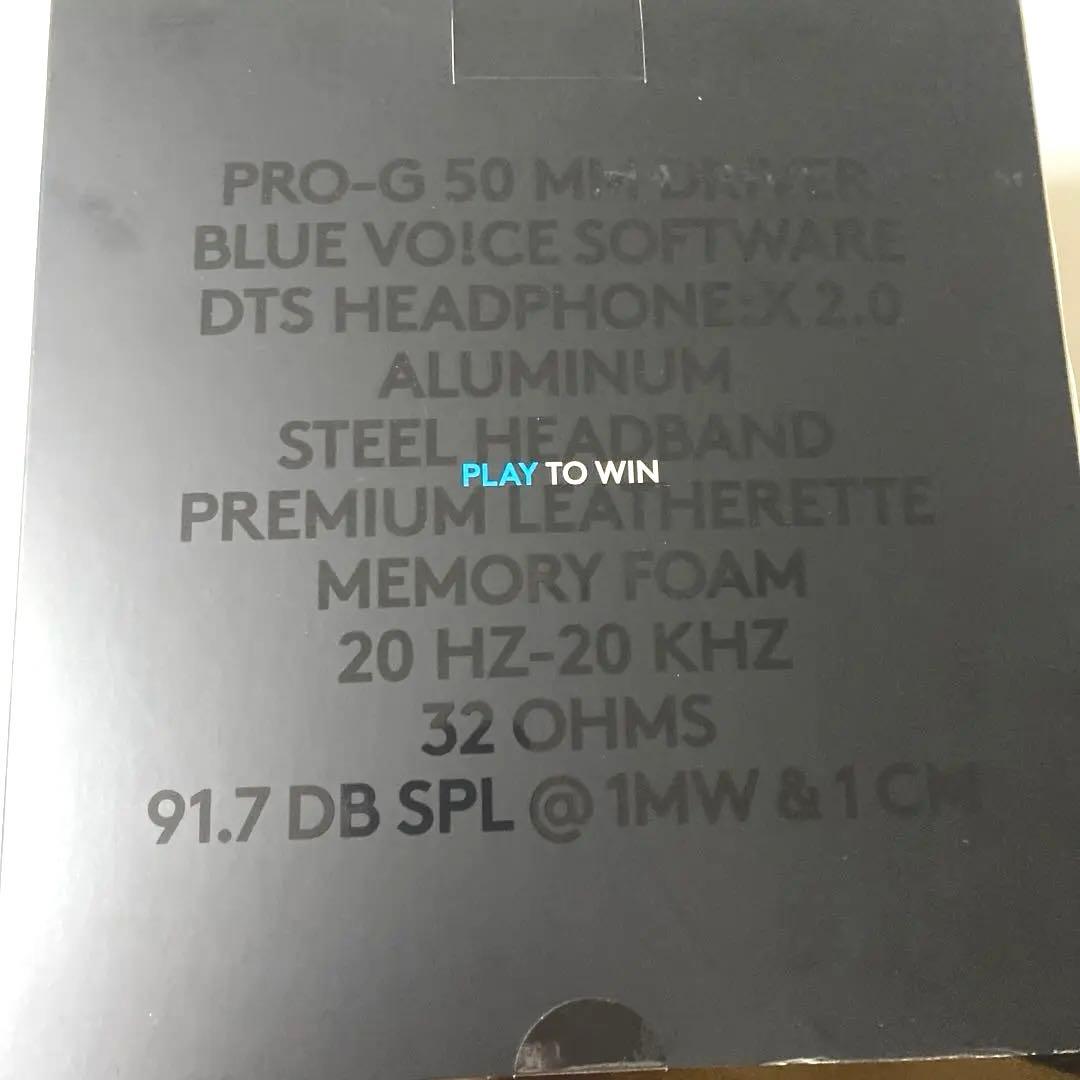 PRO-G 50 MM DRIVER
BLUE VO!CE SOFTWARE
DTS HEADPHONE:X 2.0
ALUMINUM
STEEL HEADBAND
PLAY TO WIN
PREMIUM LEATHERETTE
MEMORY FOAM
20 HZ-20 KHZ
32 OHMS
91.7 DB SPL @ 1MW & 1 CM